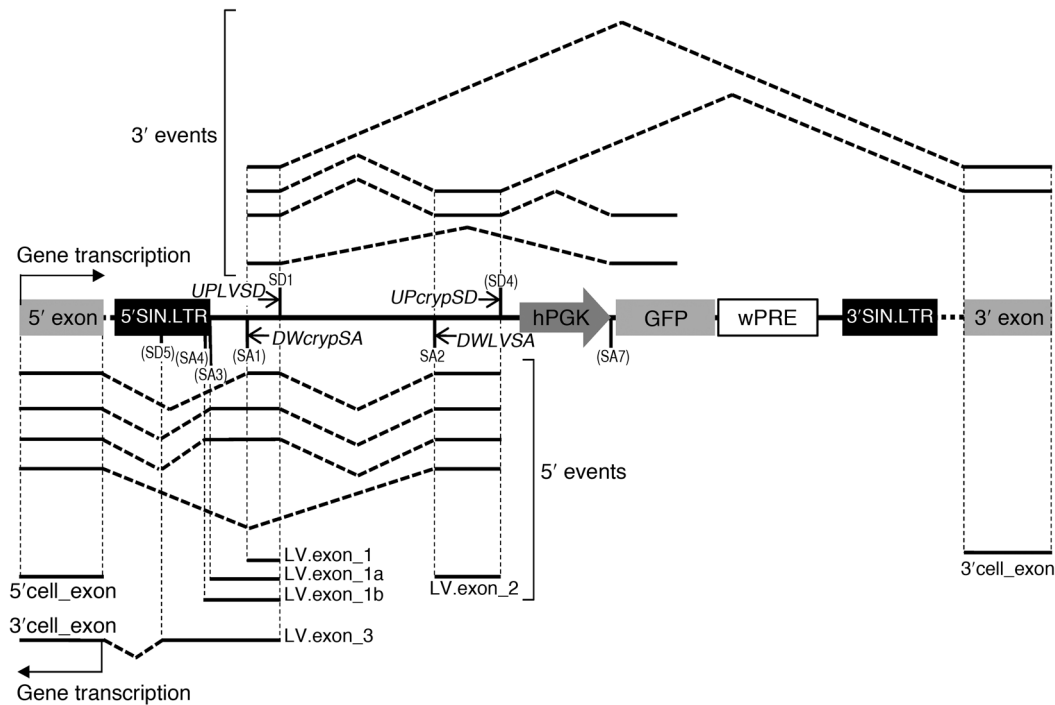 3′ events
Gene transcription
UPLVSD
SD1
UPcrypSD
(SD4)
5′ exon
5′SIN.LTR
hPGK
GFP
wPRE
3′SIN.LTR
3′ exon
(SD5)
(SA4)
(SA3)
(SA1)
DWcrypSA
SA2
DWLVSA
(SA7)
5′ events
LV.exon_1
LV.exon_1a
LV.exon_1b
LV.exon_2
5′cell_exon
3′cell_exon
3′cell_exon
LV.exon_3
Gene transcription